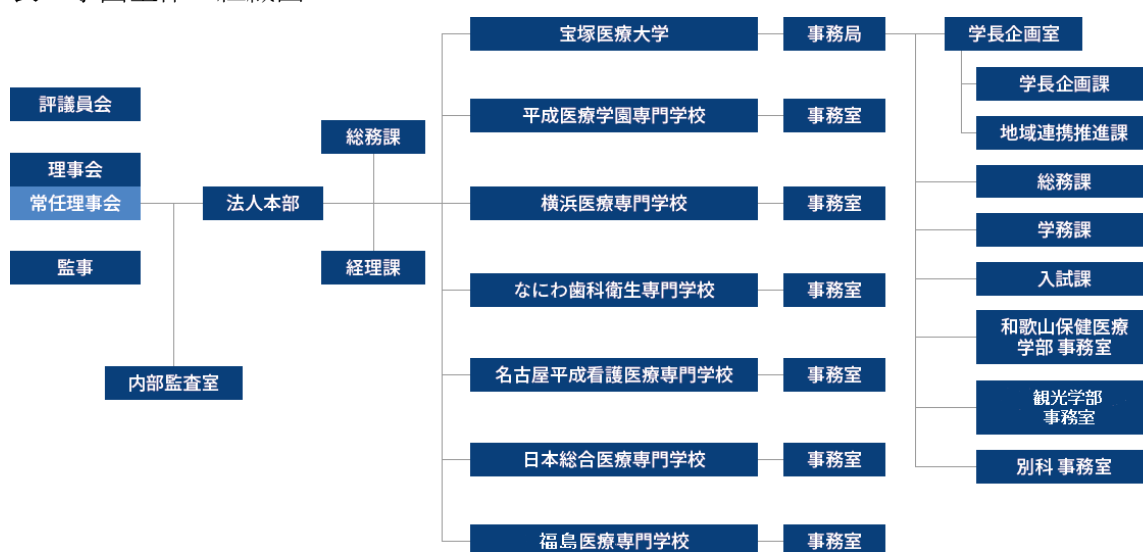 宝塚医療大学
事務局
学長企画室
学長企画課
地域連携推進課
総務課
学務課
入試課
和歌山保健医療
学部 事務室
観光学部
事務室
別科 事務室
評議員会
理事会
常任理事会
監事
内部監査室
法人本部
総務課
経理課
平成医療学園専門学校
事務室
横浜医療専門学校
事務室
なにわ歯科衛生専門学校
事務室
名古屋平成看護医療専門学校
事務室
日本総合医療専門学校
事務室
福島医療専門学校
事務室